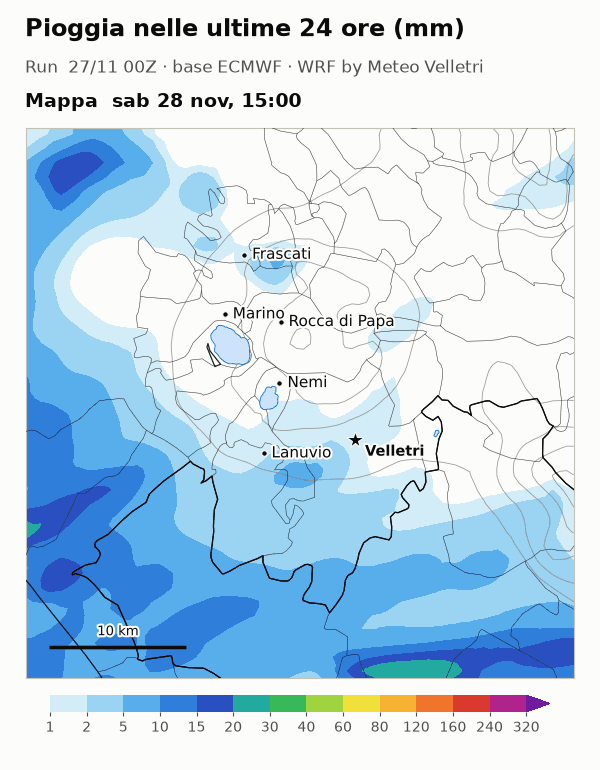 Pioggia nelle ultime 24 ore (mm)
Run  27/11 00Z · base ECMWF · WRF by Meteo Velletri
Mappa  sab 28 nov, 15:00
Frascati
Marino
Rocca di Papa
Nemi
Velletri
Lanuvio
10 km
1 2 5 10 15 20 30 40 60 80 120 160 240 320